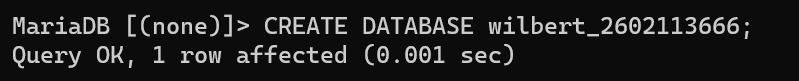 MariaDB [(none)]> CREATE DATABASE wilbert_2602113666;
Query OK, 1 row affected (0.001 sec)